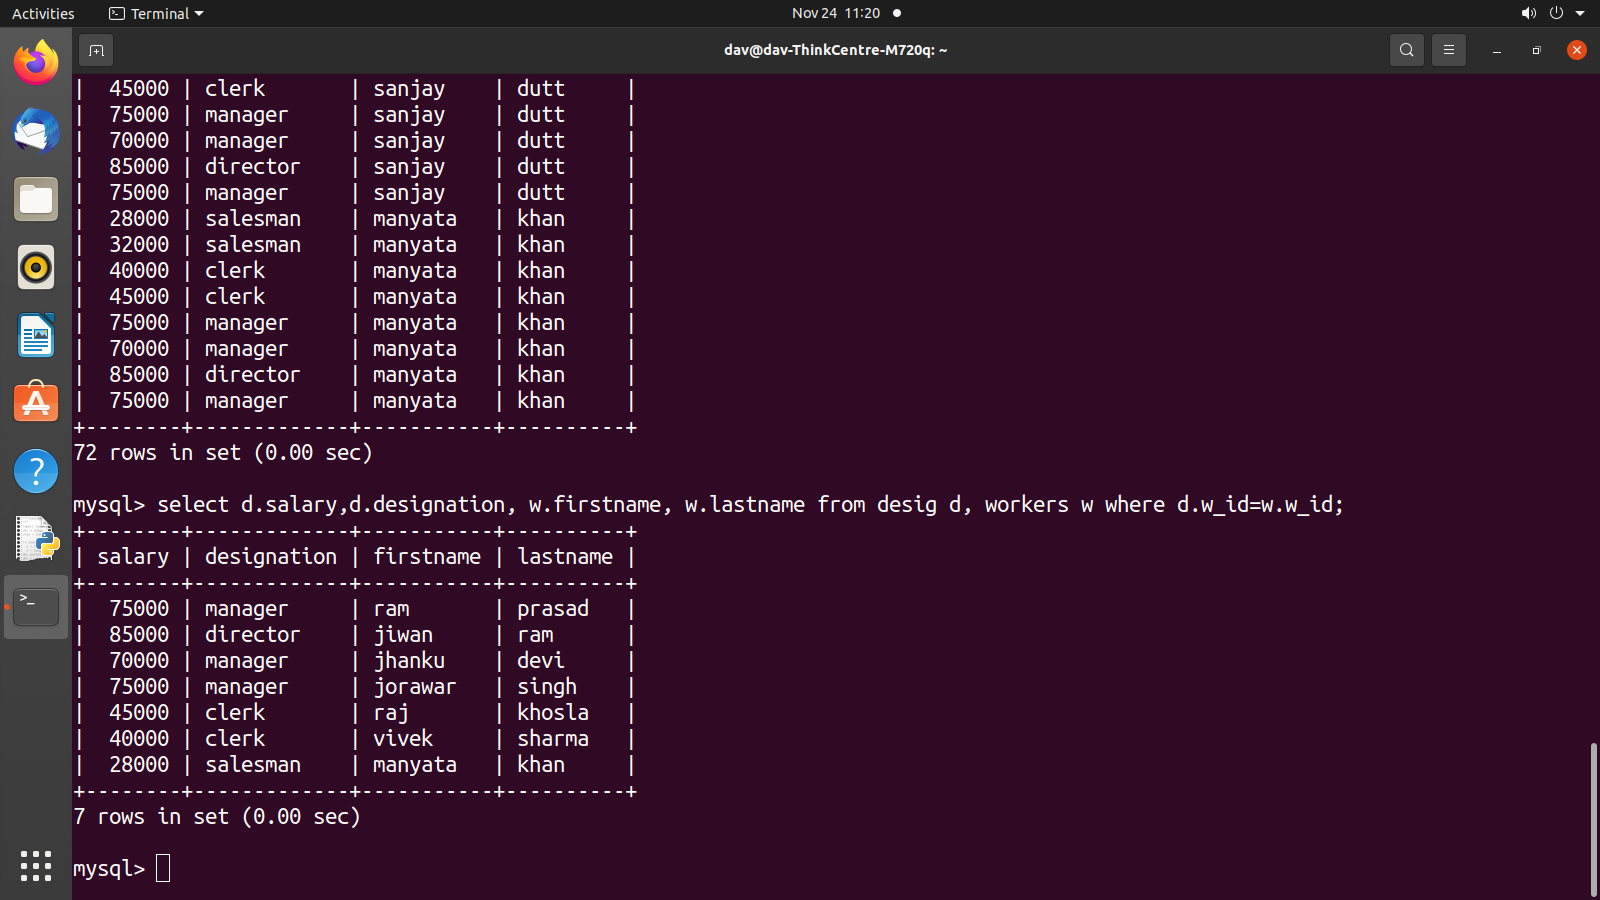 Activities Terminal Nov 24 11:20
dav@dav-ThinkCentre-M720q: ~
|  45000 | clerk       | sanjay    | dutt     |
|  75000 | manager     | sanjay    | dutt     |
|  70000 | manager     | sanjay    | dutt     |
|  85000 | director    | sanjay    | dutt     |
|  75000 | manager     | sanjay    | dutt     |
|  28000 | salesman    | manyata   | khan     |
|  32000 | salesman    | manyata   | khan     |
|  40000 | clerk       | manyata   | khan     |
|  45000 | clerk       | manyata   | khan     |
|  75000 | manager     | manyata   | khan     |
|  70000 | manager     | manyata   | khan     |
|  85000 | director    | manyata   | khan     |
|  75000 | manager     | manyata   | khan     |
+--------+-------------+-----------+----------+
72 rows in set (0.00 sec)
mysql> select d.salary,d.designation, w.firstname, w.lastname from desig d, workers w where d.w_id=w.w_id;
+--------+-------------+-----------+----------+
| salary | designation | firstname | lastname |
+--------+-------------+-----------+----------+
|  75000 | manager     | ram       | prasad   |
|  85000 | director    | jiwan     | ram      |
|  70000 | manager     | jhanku    | devi     |
|  75000 | manager     | jorawar   | singh    |
|  45000 | clerk       | raj       | khosla   |
|  40000 | clerk       | vivek     | sharma   |
|  28000 | salesman    | manyata   | khan     |
+--------+-------------+-----------+----------+
7 rows in set (0.00 sec)
mysql>